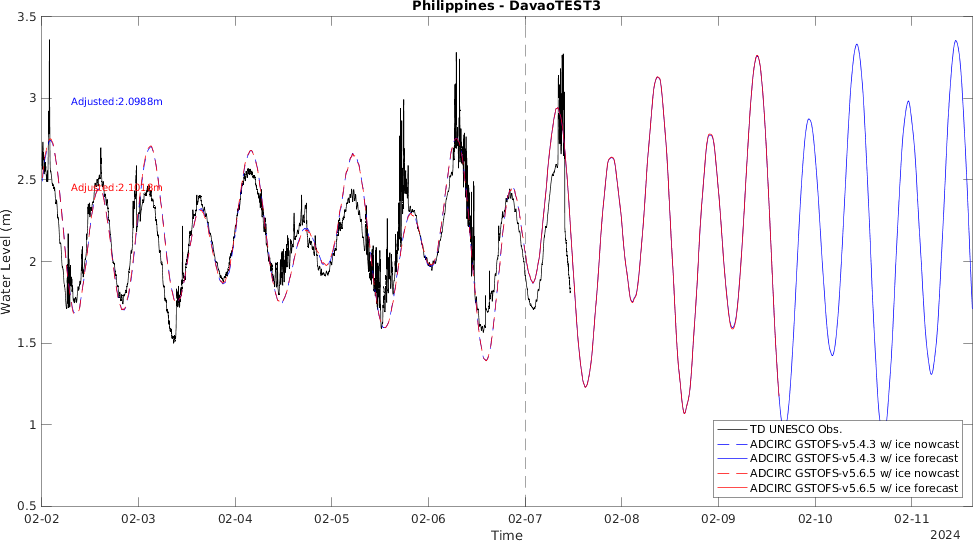 Philippines - DavaoTEST3
3.5
3
2.5
2
1.5
1
0.5
Water Level (m)
Adjusted:2.0988m
Adjusted:2.1018m
TD UNESCO Obs.
ADCIRC GSTOFS-v5.4.3 w/ ice nowcast
ADCIRC GSTOFS-v5.4.3 w/ ice forecast
ADCIRC GSTOFS-v5.6.5 w/ ice nowcast
ADCIRC GSTOFS-v5.6.5 w/ ice forecast
02-02 02-03 02-04 02-05 02-06 02-07 02-08 02-09 02-10 02-11
Time
2024